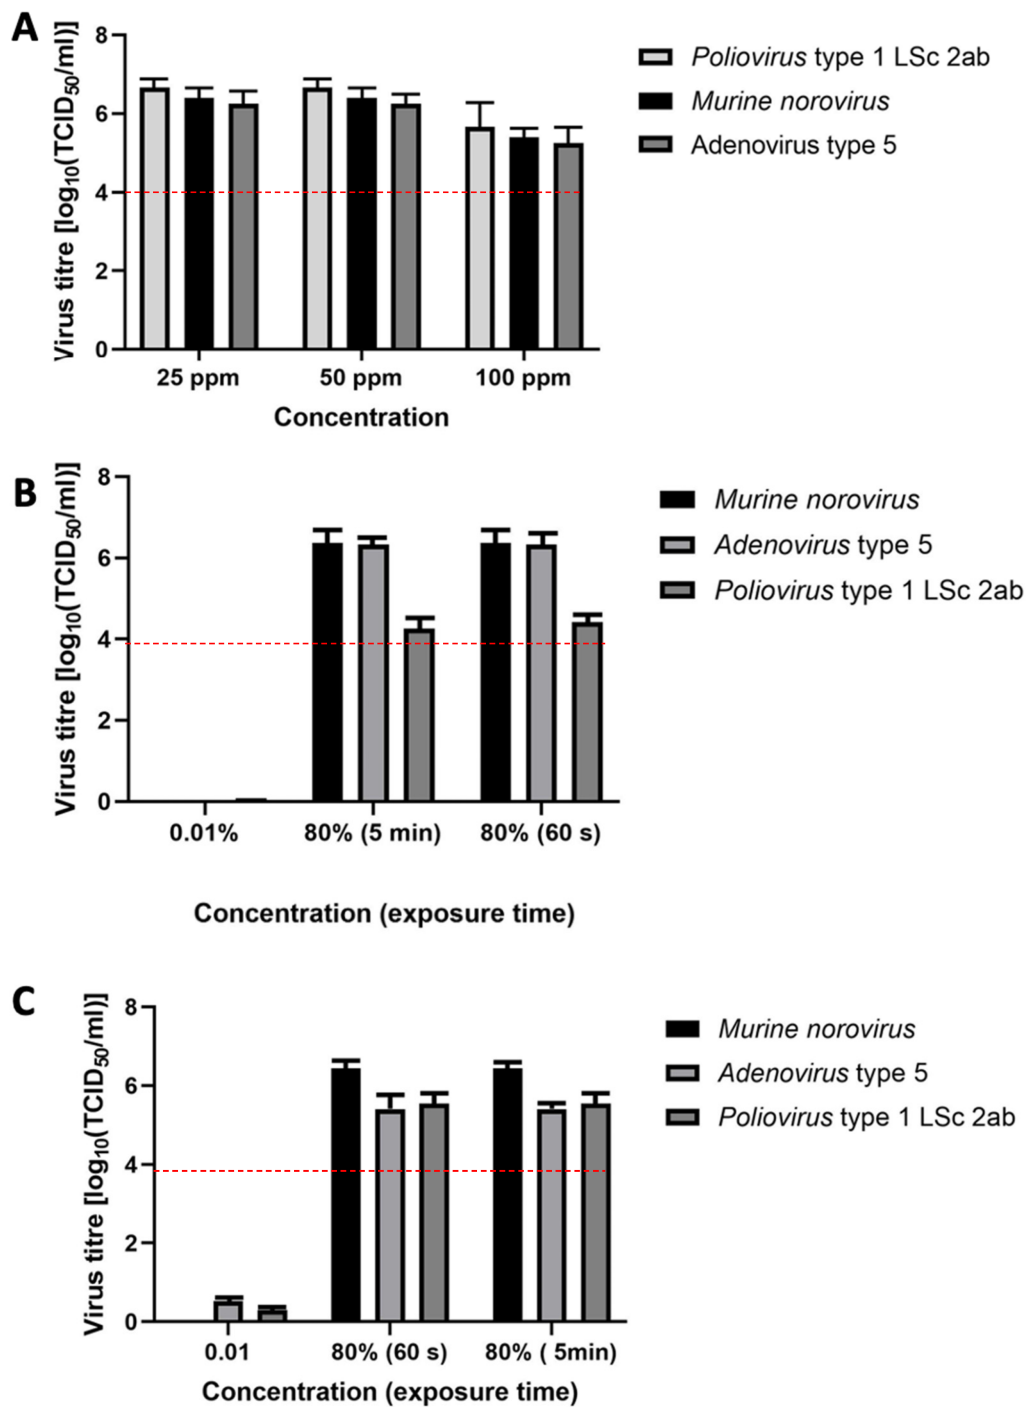 A
Virus titre [log10(TCID50/ml)]
8
6
4
2
0
25 ppm 50 ppm 100 ppm
Concentration
Poliovirus type 1 LSc 2ab
Murine norovirus
Adenovirus type 5
B
Virus titre [log10(TCID50/ml)]
8
6
4
2
0
0.01% 80% (5 min) 80% (60 s)
Concentration (exposure time)
Murine norovirus
Adenovirus type 5
Poliovirus type 1 LSc 2ab
C
Virus titre [log10(TCID50/ml)]
8
6
4
2
0
0.01 80% (60 s) 80% ( 5min)
Concentration (exposure time)
Murine norovirus
Adenovirus type 5
Poliovirus type 1 LSc 2ab